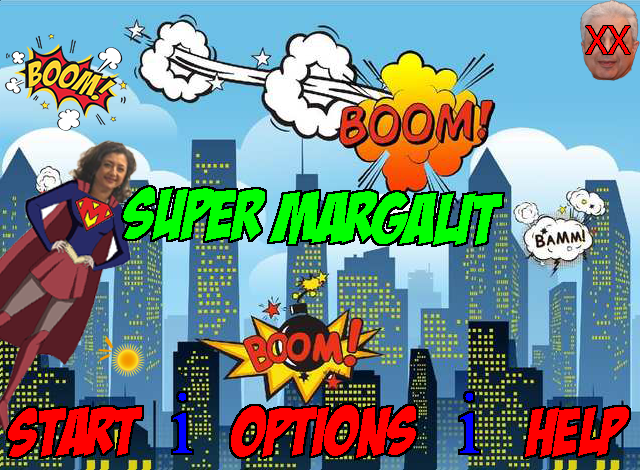 XX
BOOM!
BOOM!
SUPER MARGALIT
BAMM!
BOOM!
START i OPTIONS i HELP